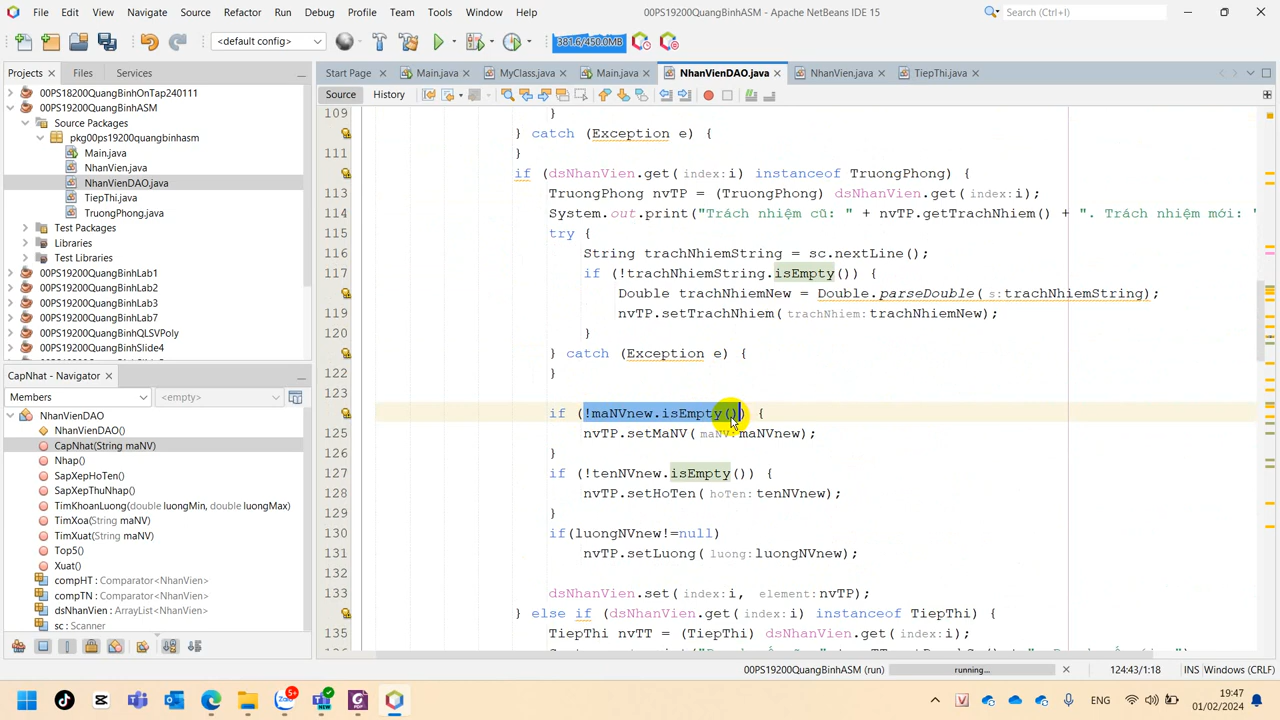 File Edit View Navigate Source Refactor Run Debug Profile Team Tools Window Help
00PS19200QuangBinhASM - Apache NetBeans IDE 15
Search (Ctrl+I)
<default config>
381.6/450.0MB
Projects Files Services
Start Page Main.java MyClass.java Main.java NhanVienDAO.java NhanVien.java TiepThi.java
Source History
00PS18200QuangBinhOnTap240111
00PS19200QuangBinhASM
Source Packages
pkg00ps19200quangbinhasm
Main.java
NhanVien.java
NhanVienDAO.java
TiepThi.java
TruongPhong.java
Test Packages
Libraries
Test Libraries
00PS19200QuangBinhLab1
00PS19200QuangBinhLab2
00PS19200QuangBinhLab3
00PS19200QuangBinhLab7
00PS19200QuangBinhQLSVPoly
00PS19200QuangBinhSlide4
CapNhat - Navigator
Members <empty>
NhanVienDAO
NhanVienDAO()
CapNhat(String maNV)
Nhap()
SapXepHoTen()
SapXepThuNhap()
TimKhoanLuong(double luongMin, double luongMax)
TimXoa(String maNV)
TimXuat(String maNV)
Top5()
Xuat()
compHT : Comparator<NhanVien>
compTN : Comparator<NhanVien>
dsNhanVien : ArrayList<NhanVien>
sc : Scanner
109 }
} catch (Exception e) {
111 }
if (dsNhanVien.get(index:i) instanceof TruongPhong) {
113 TruongPhong nvTP = (TruongPhong) dsNhanVien.get(index:i);
114 System.out.print("Trách nhiệm cũ: " + nvTP.getTrachNhiem() + ". Trách nhiệm mới: "
115 try {
116 String trachNhiemString = sc.nextLine();
117 if (!trachNhiemString.isEmpty()) {
Double trachNhiemNew = Double.parseDouble(s:trachNhiemString);
119 nvTP.setTrachNhiem(trachNhiem:trachNhiemNew);
120 }
} catch (Exception e) {
122 }
123
if (!maNVnew.isEmpty()) {
125 nvTP.setMaNV(maNV:maNVnew);
126 }
127 if (!tenNVnew.isEmpty()) {
128 nvTP.setHoTen(hoTen:tenNVnew);
129 }
130 if(luongNVnew!=null)
131 nvTP.setLuong(luong:luongNVnew);
132
133 dsNhanVien.set(index:i, element:nvTP);
} else if (dsNhanVien.get(index:i) instanceof TiepThi) {
135 TiepThi nvTT = (TiepThi) dsNhanVien.get(index:i);
00PS19200QuangBinhASM (run) running... 124:43/1:18 INS Windows (CRLF)
ENG 19:47
01/02/2024